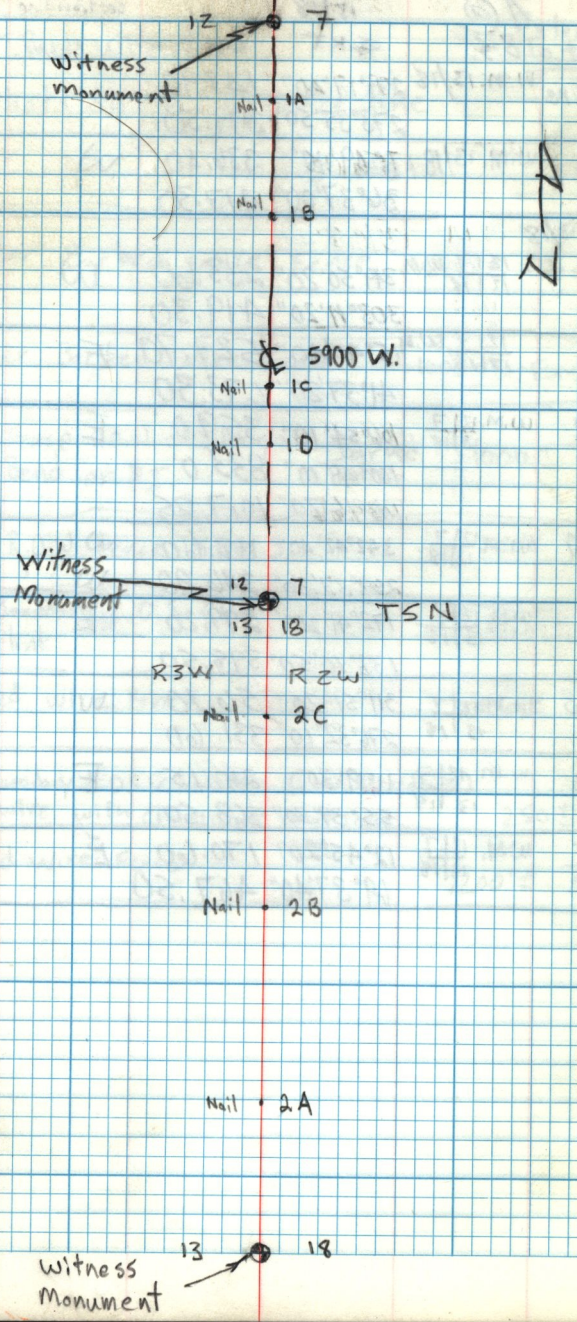 12 7
Witness
monument
Nail 1A
Nail 1B
N
℄ 5900 W.
Nail 1C
Nail 1D
Witness
Monument
12 7
13 18
T5N
R3W R2W
Nail 2C
Nail 2B
Nail 2A
13 18
Witness
Monument